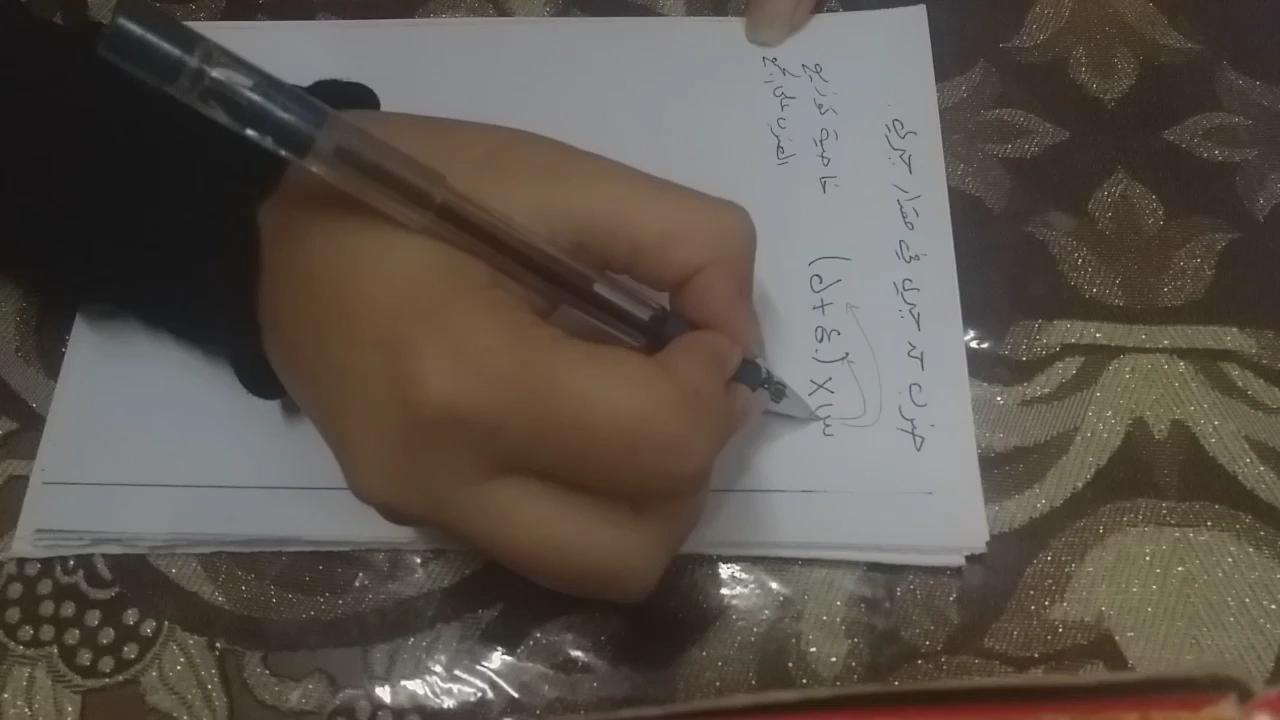 ضرب حد جبري في مقدار جبري.
س × (ع + ل) خاصية توزيع
الضرب على الجمع